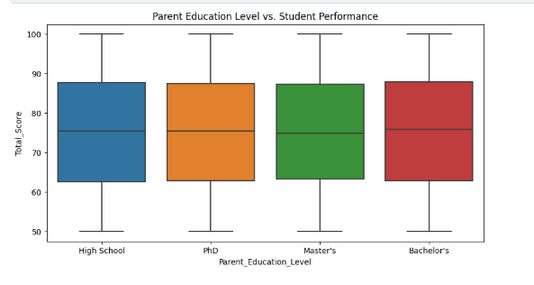 Parent Education Level vs. Student Performance
100
90
80
70
60
50
Total_Score
High School PhD Master's Bachelor's
Parent_Education_Level